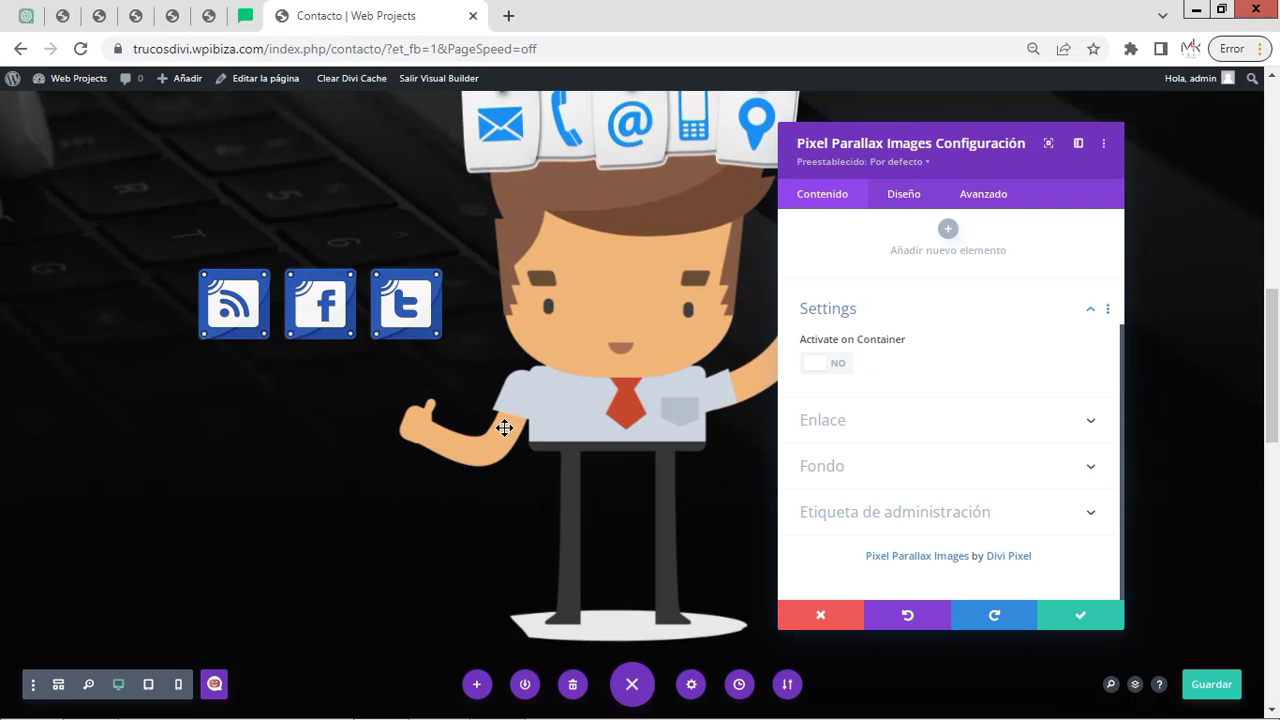 Contacto | Web Projects
trucosdivi.wpibiza.com/index.php/contacto/?et_fb=1&PageSpeed=off
Error
Web Projects
0
Añadir
Editar la página
Clear Divi Cache
Salir Visual Builder
Hola, admin
@
f
t
Pixel Parallax Images Configuración
Preestablecido: Por defecto
Contenido
Diseño
Avanzado
Añadir nuevo elemento
Settings
Activate on Container
NO
Enlace
Fondo
Etiqueta de administración
Pixel Parallax Images by Divi Pixel
?
Guardar